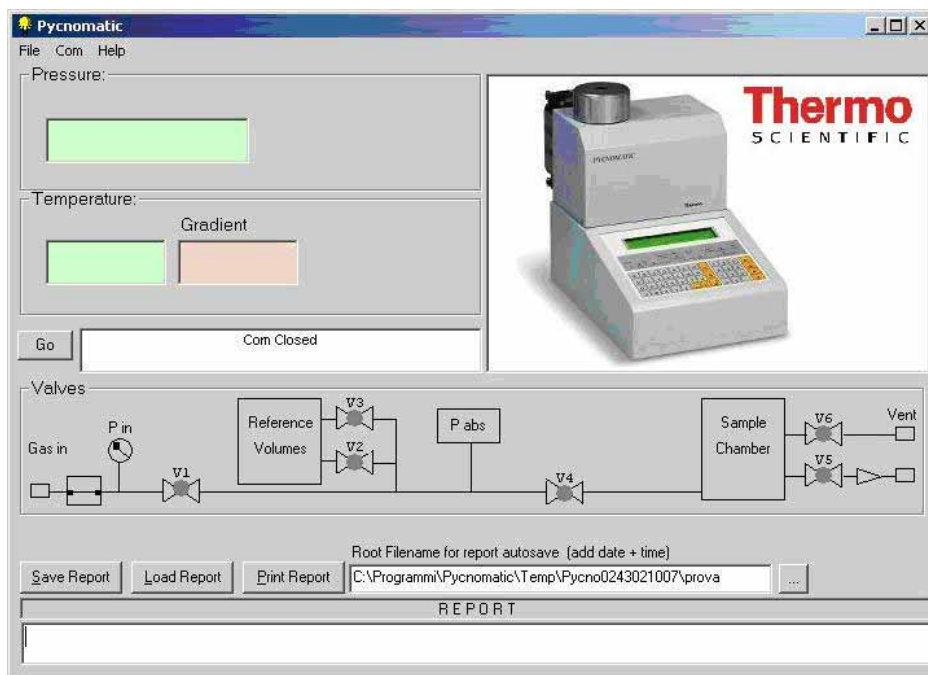 Pycnomatic
File Com Help
Pressure:
Thermo
SCIENTIFIC
PYCNOMATIC
Thermo
Temperature:
Gradient
Go
Com Closed
Valves
Gas in
P in
V1
Reference
Volumes
V3
V2
P abs
V4
Sample
Chamber
V6
V5
Vent
Root Filename for report autosave (add date + time)
Save Report Load Report Print Report C:\Programmi\Pycnomatic\Temp\Pycno0243021007\prova ...
REPORT